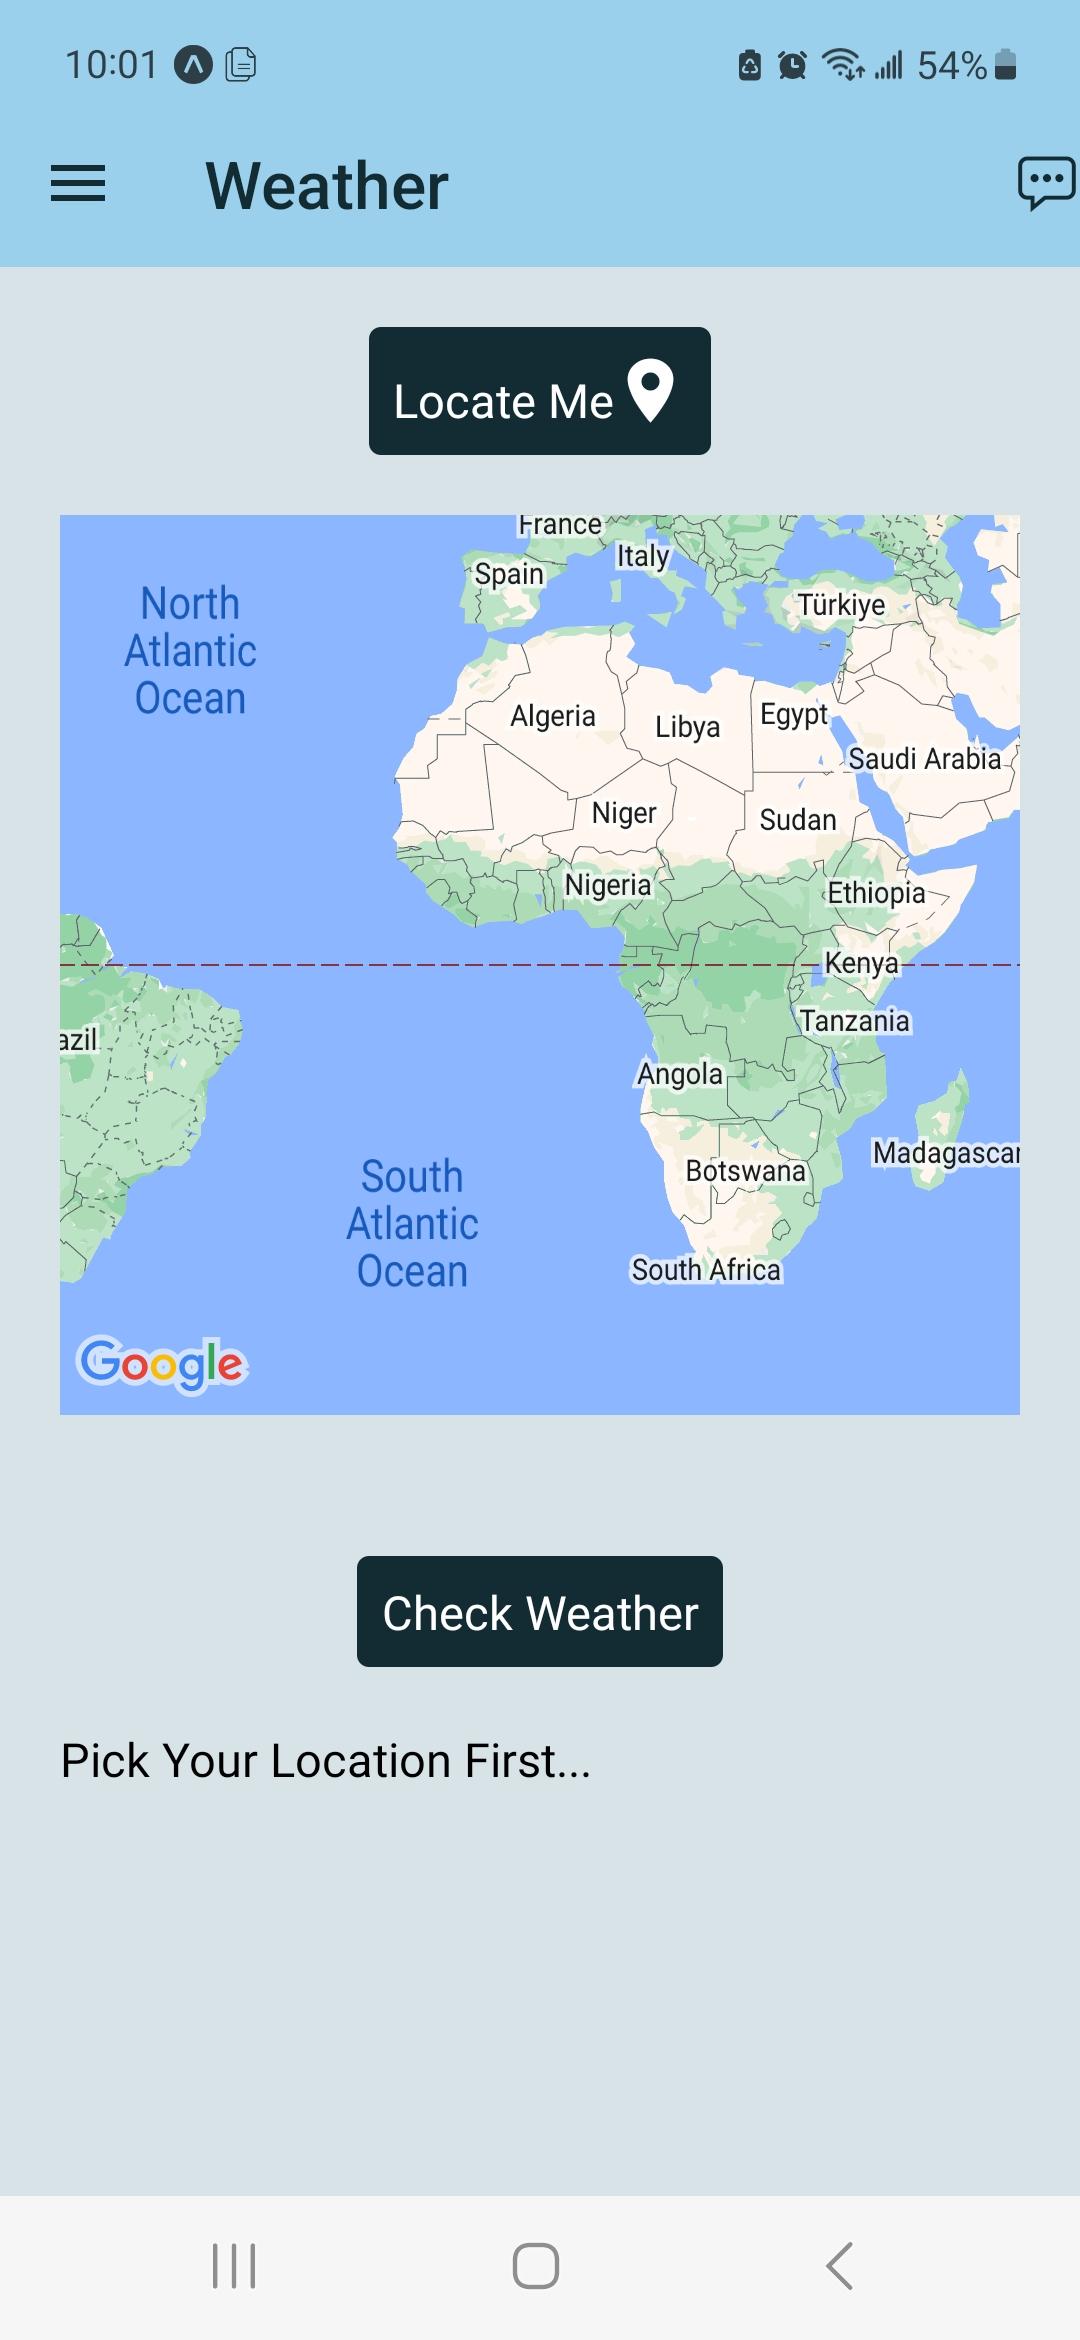 10:01 54%
Weather
Locate Me
France
Italy
Spain
Türkiye
North
Atlantic
Ocean
Algeria
Libya
Egypt
Saudi Arabia
Niger
Sudan
Nigeria
Ethiopia
Kenya
Tanzania
azil
Angola
Madagascar
Botswana
South
Atlantic
Ocean
South Africa
Google
Check Weather
Pick Your Location First...